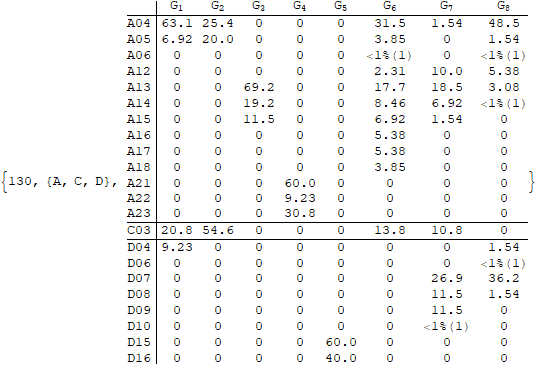 G1 G2 G3 G4 G5 G6 G7 G8
A04 63.1 25.4 0 0 0 31.5 1.54 48.5
A05 6.92 20.0 0 0 0 3.85 0 1.54
A06 0 0 0 0 0 <1%(1) 0 <1%(1)
A12 0 0 0 0 0 2.31 10.0 5.38
A13 0 0 69.2 0 0 17.7 18.5 3.08
A14 0 0 19.2 0 0 8.46 6.92 <1%(1)
A15 0 0 11.5 0 0 6.92 1.54 0
A16 0 0 0 0 0 5.38 0 0
A17 0 0 0 0 0 5.38 0 0
A18 0 0 0 0 0 3.85 0 0
{130, {A, C, D}, A21 0 0 0 60.0 0 0 0 0 }
A22 0 0 0 9.23 0 0 0 0
A23 0 0 0 30.8 0 0 0 0
C03 20.8 54.6 0 0 0 13.8 10.8 0
D04 9.23 0 0 0 0 0 0 1.54
D06 0 0 0 0 0 0 0 <1%(1)
D07 0 0 0 0 0 0 26.9 36.2
D08 0 0 0 0 0 0 11.5 1.54
D09 0 0 0 0 0 0 11.5 0
D10 0 0 0 0 0 0 <1%(1) 0
D15 0 0 0 0 60.0 0 0 0
D16 0 0 0 0 40.0 0 0 0